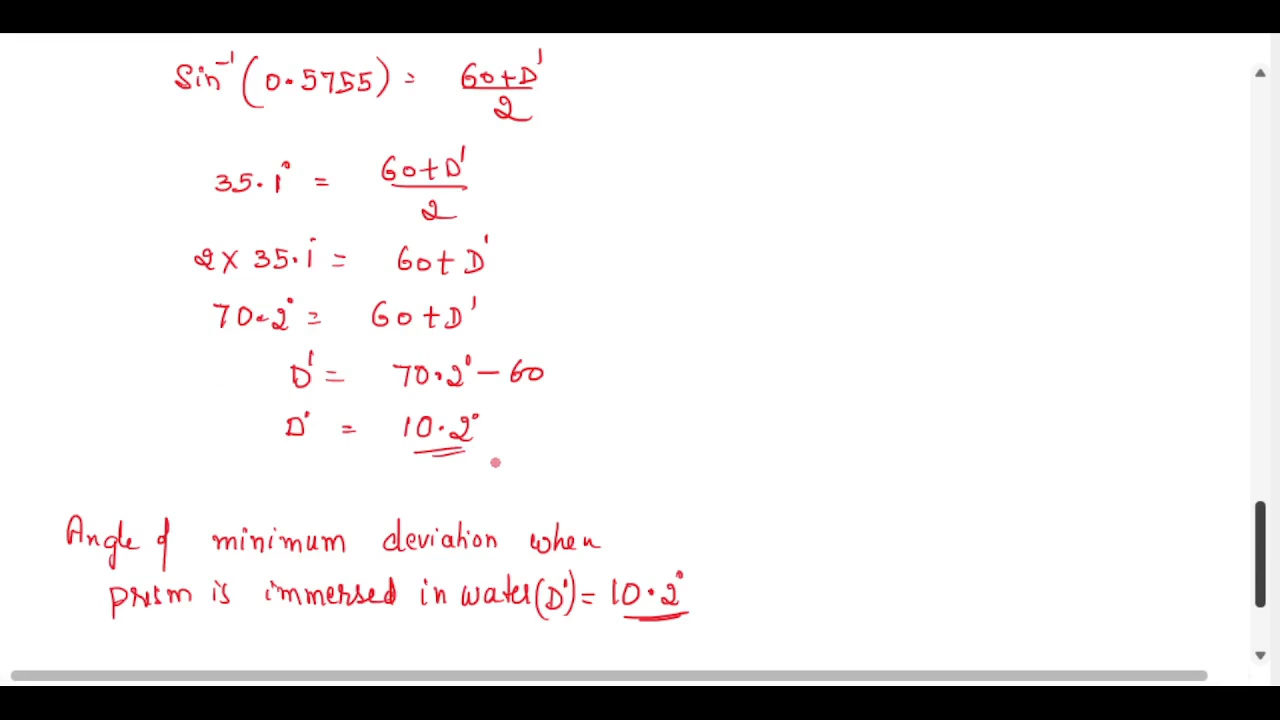 Sin⁻¹(0.5755) = (60+D')/2
35.1° = (60+D')/2
2 × 35.1 = 60+D'
70.2° = 60+D'
D' = 70.2° - 60
D' = 10.2°
Angle of minimum deviation when
prism is immersed in water (D') = 10.2°